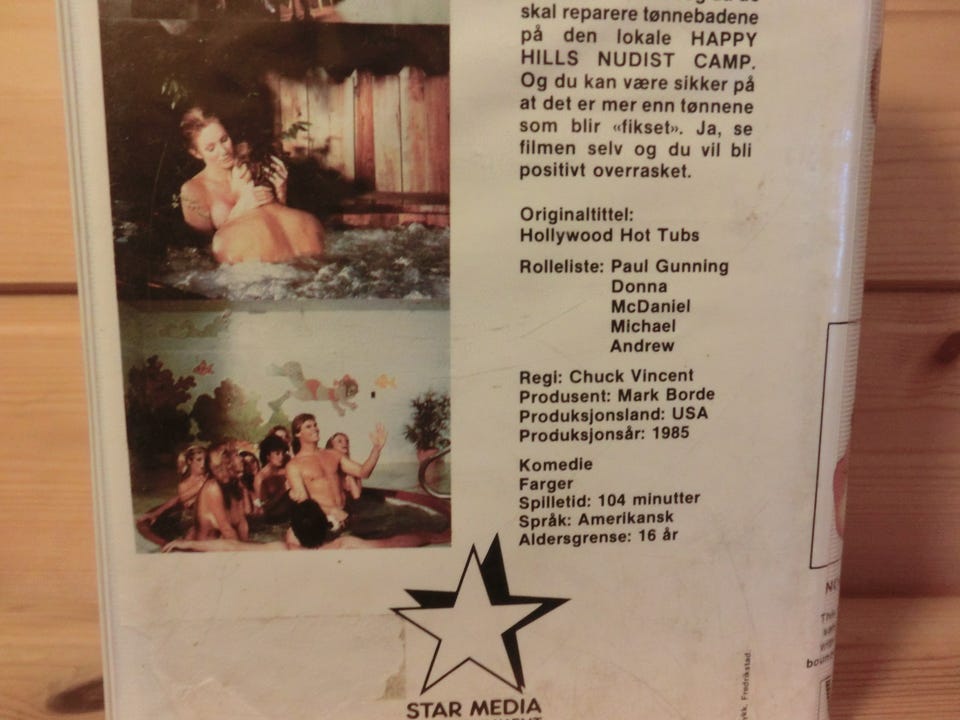 skal reparere tønnebadene
på den lokale HAPPY
HILLS NUDIST CAMP.
Og du kan være sikker på
at det er mer enn tønnene
som blir «fikset». Ja, se
filmen selv og du vil bli
positivt overrasket.
Originaltittel:
Hollywood Hot Tubs
Rolleliste: Paul Gunning
Donna
McDaniel
Michael
Andrew
Regi: Chuck Vincent
Produsent: Mark Borde
Produksjonsland: USA
Produksjonsår: 1985
Komedie
Farger
Spilletid: 104 minutter
Språk: Amerikansk
Aldersgrense: 16 år
STAR MEDIA
Fredrikstad.